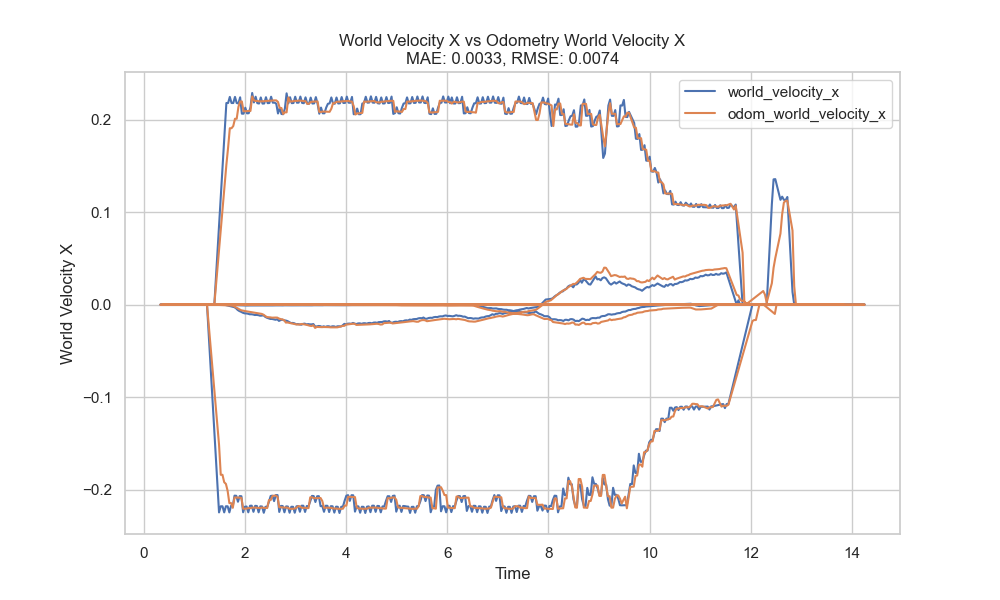 World Velocity X vs Odometry World Velocity X
MAE: 0.0033, RMSE: 0.0074
world_velocity_x
odom_world_velocity_x
World Velocity X
0.2
0.1
0.0
−0.1
−0.2
0 2 4 6 8 10 12 14
Time